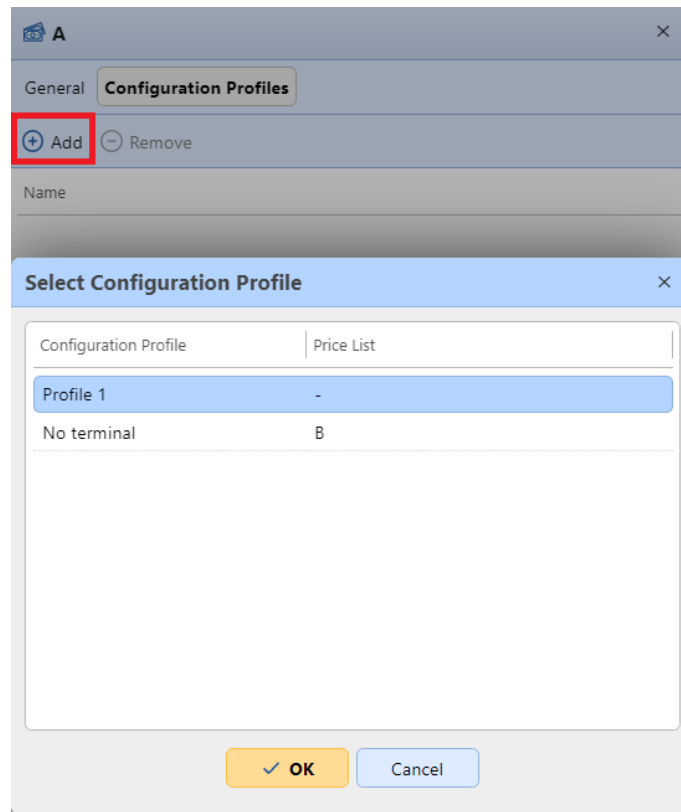 A
General Configuration Profiles
Add Remove
Name
Select Configuration Profile
Configuration Profile Price List
Profile 1 -
No terminal B
OK Cancel